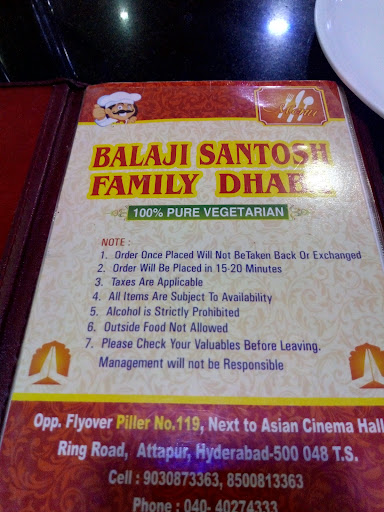 Menu
BALAJI SANTOSH
FAMILY DHABA
100% PURE VEGETARIAN
NOTE :
1. Order Once Placed Will Not BeTaken Back Or Exchanged
2. Order Will Be Placed in 15-20 Minutes
3. Taxes Are Applicable
4. All Items Are Subject To Availability
5. Alcohol is Strictly Prohibited
6. Outside Food Not Allowed
7. Please Check Your Valuables Before Leaving.
Management will not be Responsible
Opp. Flyover Piller No.119, Next to Asian Cinema Hall
Ring Road, Attapur, Hyderabad-500 048 T.S.
Cell : 9030873363, 8500813363
Phone : 040- 40274333